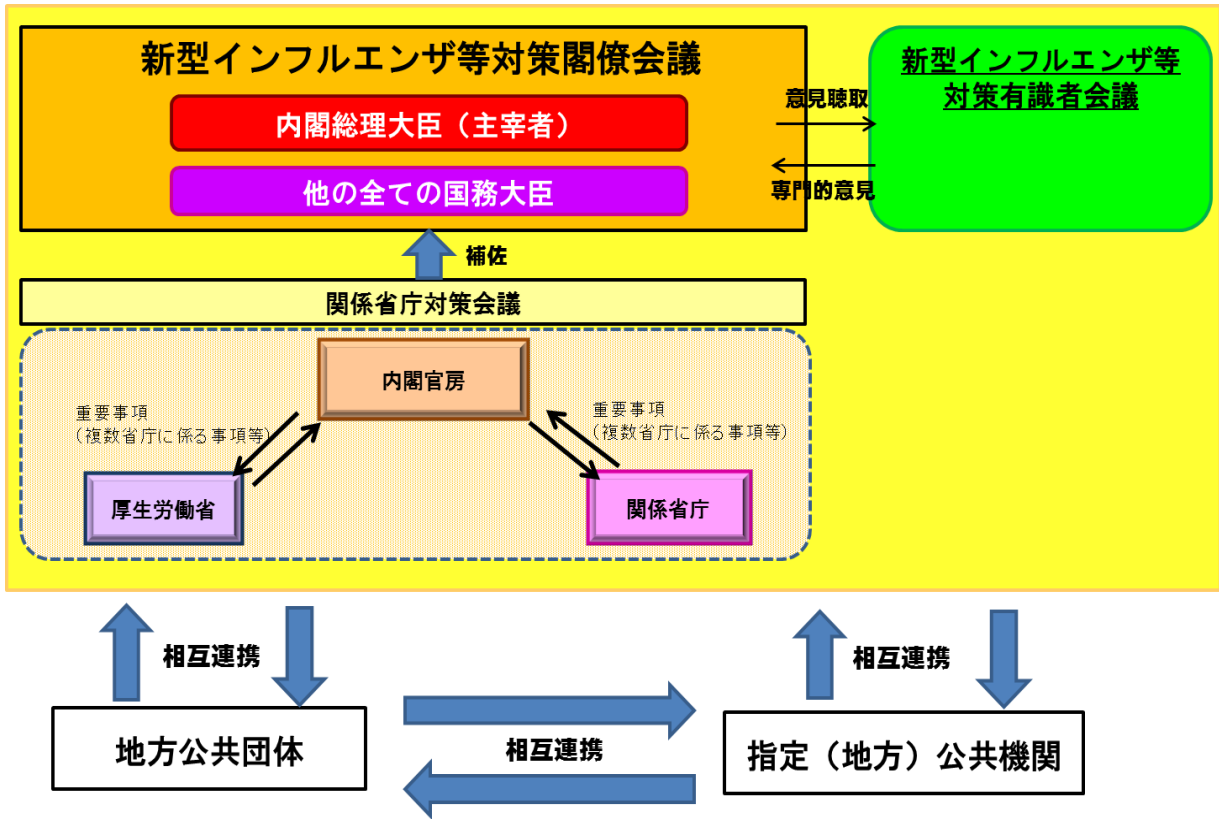 新型インフルエンザ等対策閣僚会議
内閣総理大臣（主宰者）
他の全ての国務大臣
意見聴取
専門的意見
新型インフルエンザ等
対策有識者会議
補佐
関係省庁対策会議
内閣官房
重要事項
（複数省庁に係る事項等）
重要事項
（複数省庁に係る事項等）
厚生労働省
関係省庁
相互連携
相互連携
地方公共団体
相互連携
指定（地方）公共機関